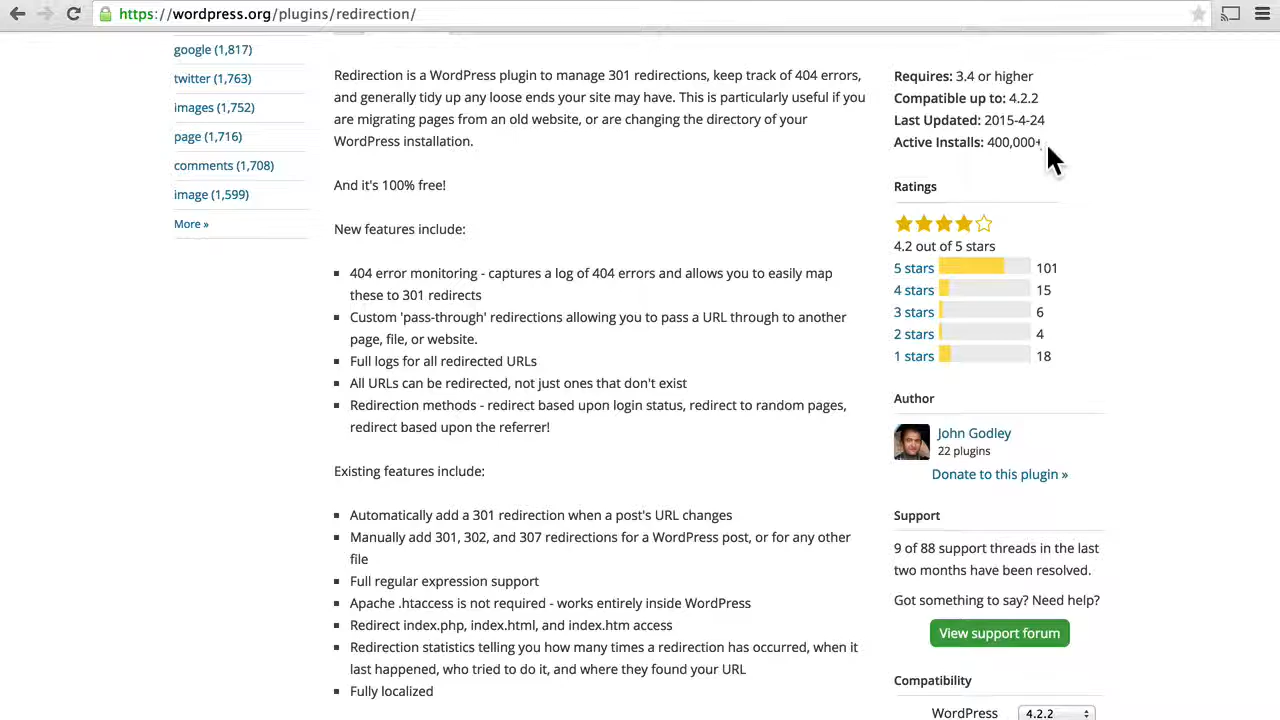 https://wordpress.org/plugins/redirection/
google (1,817)
twitter (1,763)
images (1,752)
page (1,716)
comments (1,708)
image (1,599)
More »
Redirection is a WordPress plugin to manage 301 redirections, keep track of 404 errors,
and generally tidy up any loose ends your site may have. This is particularly useful if you
are migrating pages from an old website, or are changing the directory of your
WordPress installation.
And it's 100% free!
New features include:
404 error monitoring - captures a log of 404 errors and allows you to easily map
these to 301 redirects
Custom 'pass-through' redirections allowing you to pass a URL through to another
page, file, or website.
Full logs for all redirected URLs
All URLs can be redirected, not just ones that don't exist
Redirection methods - redirect based upon login status, redirect to random pages,
redirect based upon the referrer!
Existing features include:
Automatically add a 301 redirection when a post's URL changes
Manually add 301, 302, and 307 redirections for a WordPress post, or for any other
file
Full regular expression support
Apache .htaccess is not required - works entirely inside WordPress
Redirect index.php, index.html, and index.htm access
Redirection statistics telling you how many times a redirection has occurred, when it
last happened, who tried to do it, and where they found your URL
Fully localized
Requires: 3.4 or higher
Compatible up to: 4.2.2
Last Updated: 2015-4-24
Active Installs: 400,000+
Ratings
4.2 out of 5 stars
5 stars 101
4 stars 15
3 stars 6
2 stars 4
1 stars 18
Author
John Godley
22 plugins
Donate to this plugin »
Support
9 of 88 support threads in the last
two months have been resolved.
Got something to say? Need help?
View support forum
Compatibility
WordPress 4.2.2